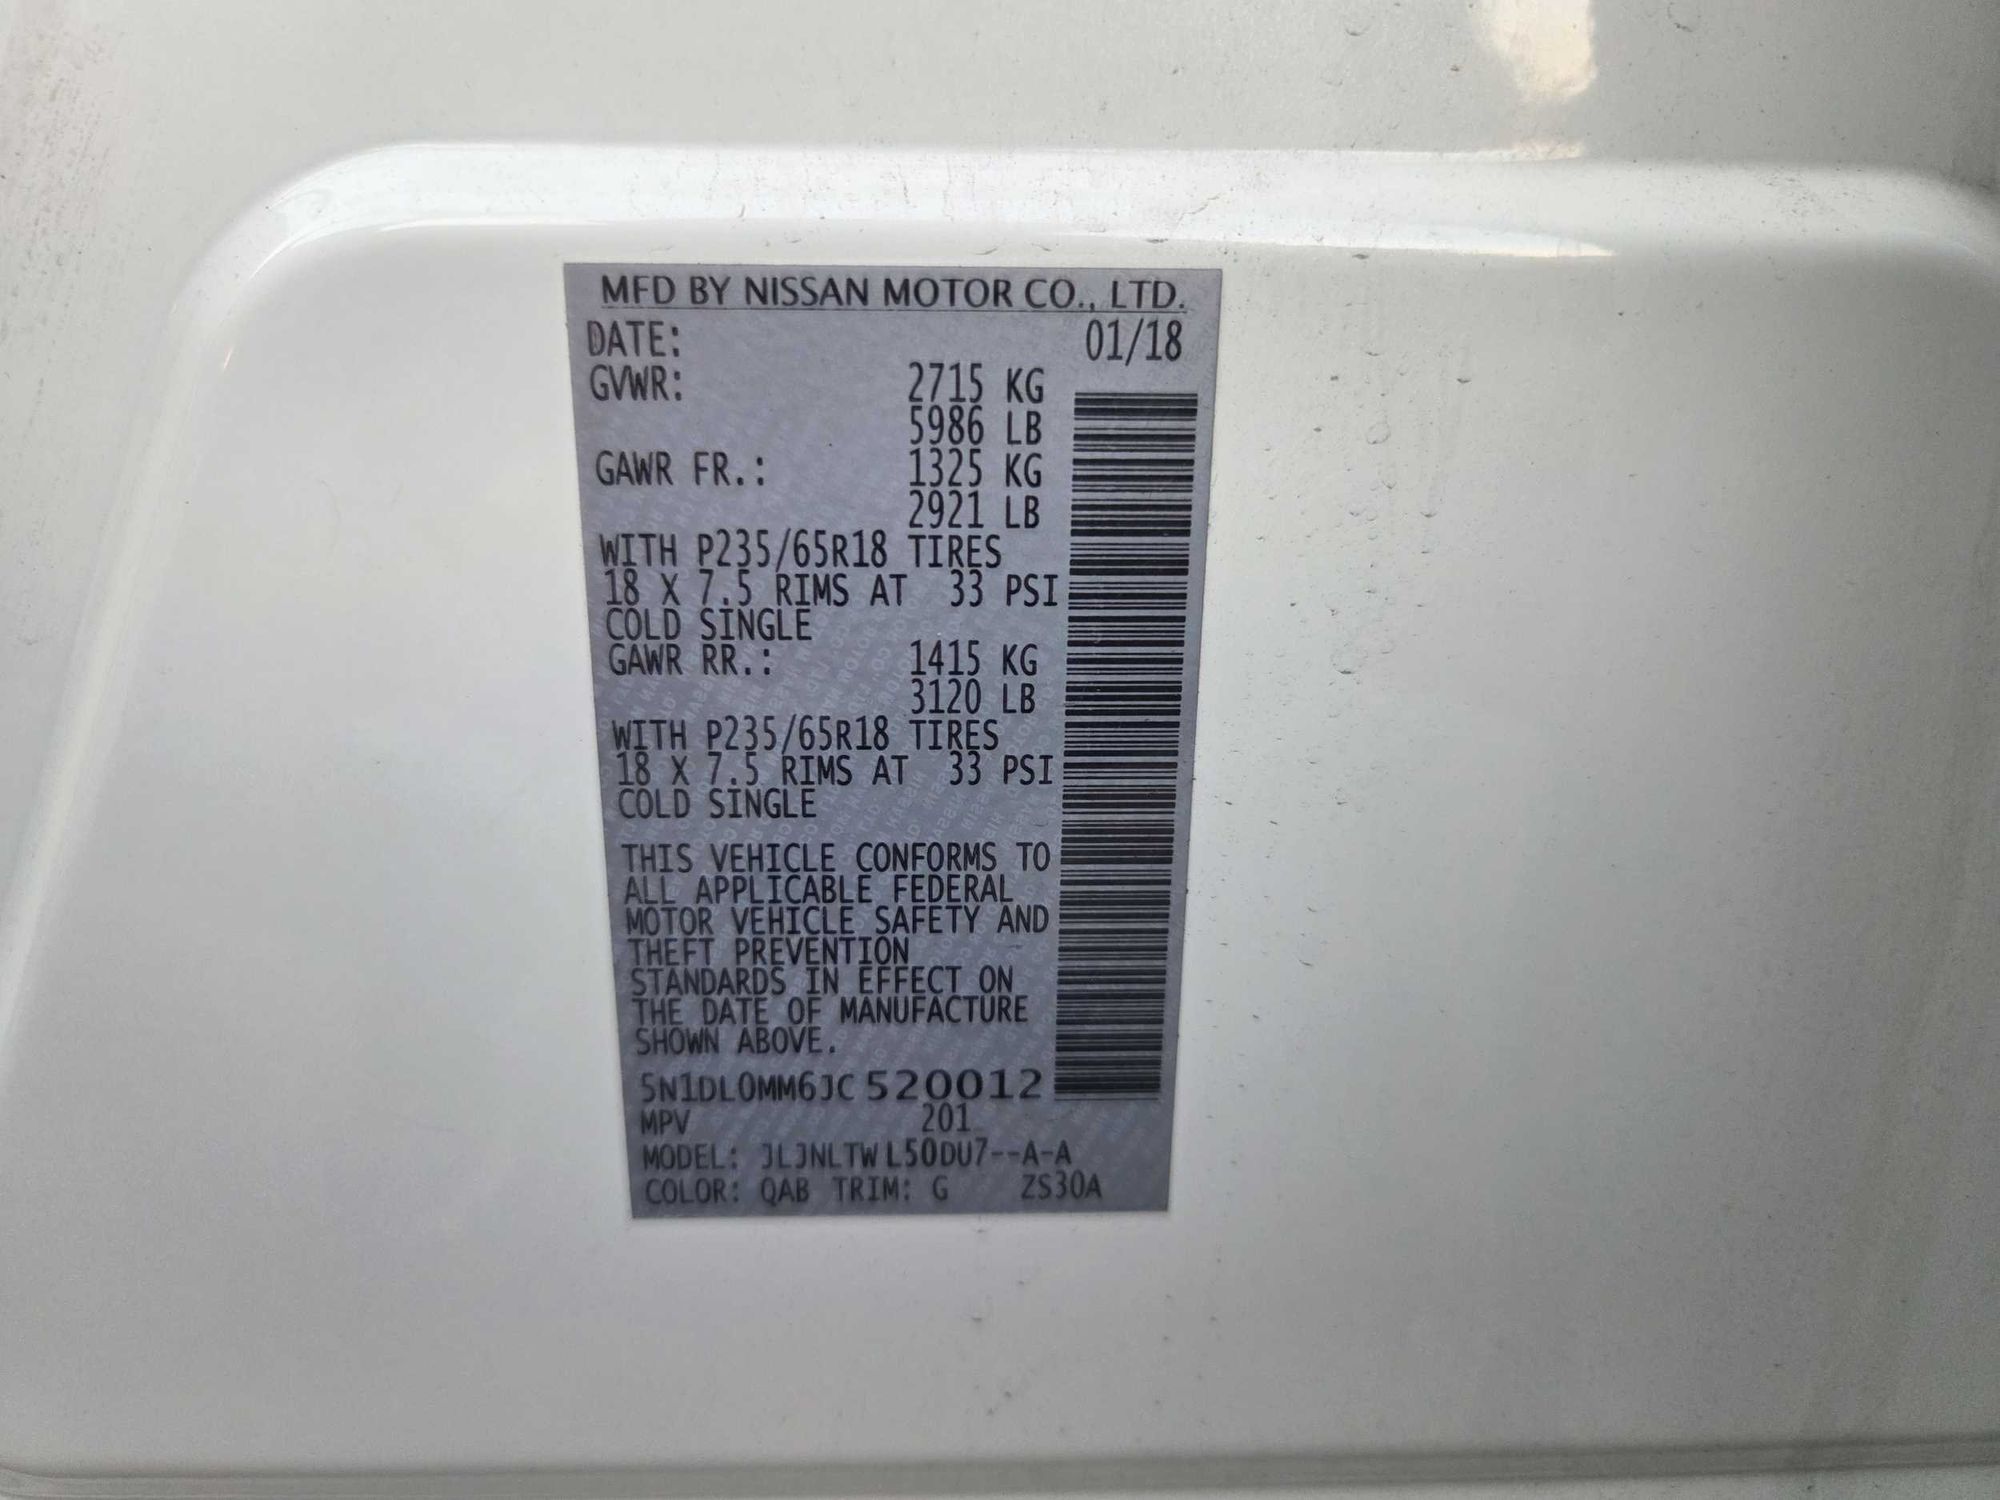 MFD BY NISSAN MOTOR CO., LTD.
DATE: 01/18
GVWR: 2715 KG
5986 LB
GAWR FR.: 1325 KG
2921 LB
WITH P235/65R18 TIRES
18 X 7.5 RIMS AT 33 PSI
COLD SINGLE
GAWR RR.: 1415 KG
3120 LB
WITH P235/65R18 TIRES
18 X 7.5 RIMS AT 33 PSI
COLD SINGLE
THIS VEHICLE CONFORMS TO
ALL APPLICABLE FEDERAL
MOTOR VEHICLE SAFETY AND
THEFT PREVENTION
STANDARDS IN EFFECT ON
THE DATE OF MANUFACTURE
SHOWN ABOVE.
5N1DL0MM6JC520012
MPV 201
MODEL: JLJNLTWL50DU7--A-A
COLOR: QAB TRIM: G ZS30A